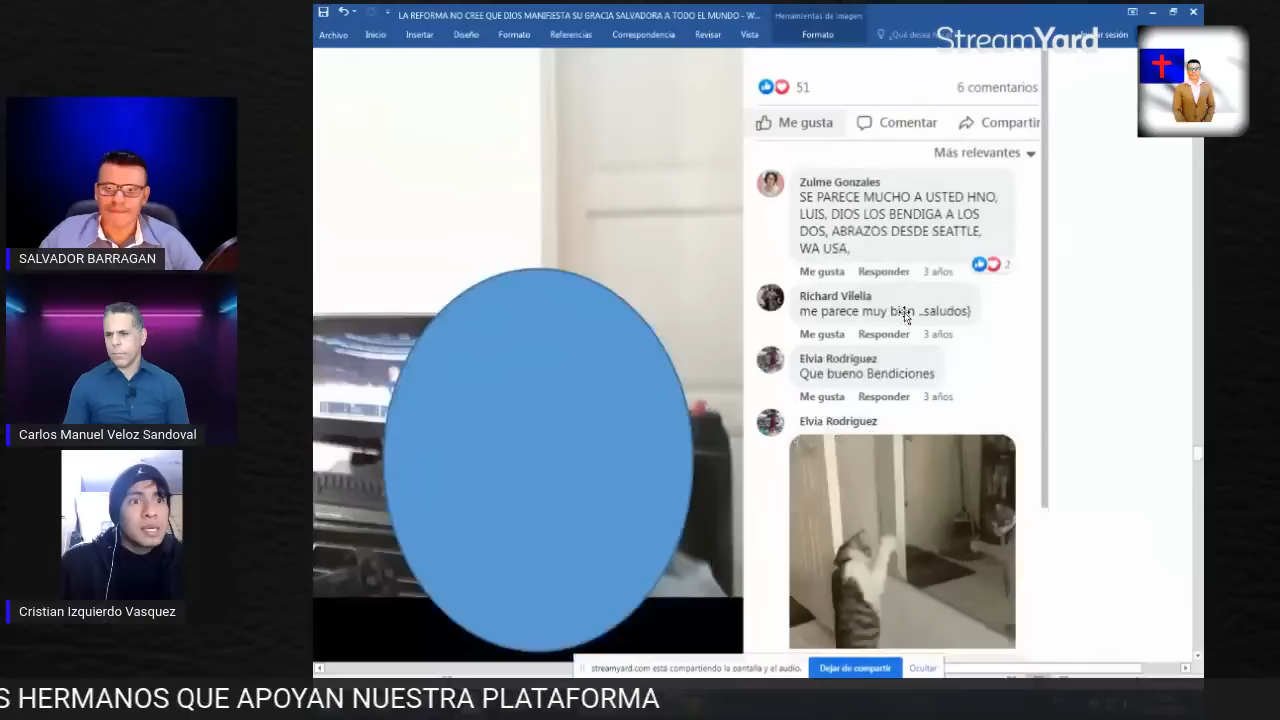 LA REFORMA NO CREE QUE DIOS MANIFIESTA SU GRACIA SALVADORA A TODO EL MUNDO - W...
Herramientas de imagen
Archivo Inicio Insertar Diseño Formato Referencias Correspondencia Revisar Vista Formato ¿Qué desea sesión
StreamYard
51 6 comentarios
Me gusta Comentar Compartir
Más relevantes
Zulme Gonzales
SE PARECE MUCHO A USTED HNO,
LUIS, DIOS LOS BENDIGA A LOS
DOS, ABRAZOS DESDE SEATTLE,
WA USA,
2
Me gusta Responder 3 años
Richard Vilella
me parece muy bien ..saludos)
Me gusta Responder 3 años
Elvia Rodriguez
Que bueno Bendiciones
Me gusta Responder 3 años
Elvia Rodriguez
SALVADOR BARRAGAN
Carlos Manuel Veloz Sandoval
Cristian Izquierdo Vasquez
streamyard.com está compartiendo la pantalla y el audio. Dejar de compartir Ocultar
S HERMANOS QUE APOYAN NUESTRA PLATAFORMA